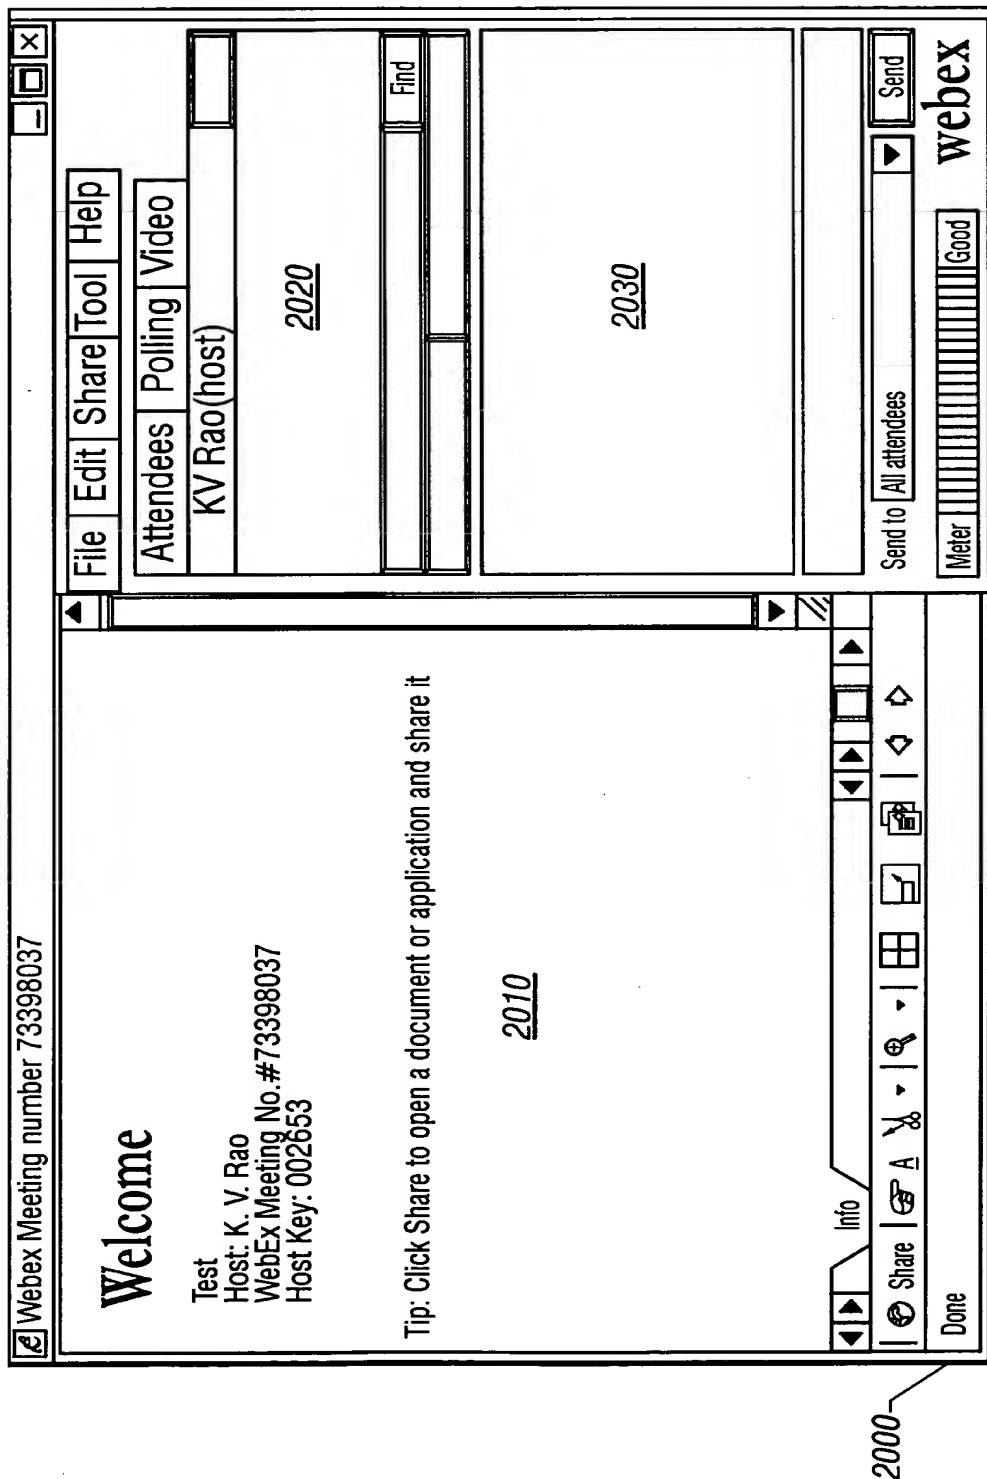 Webex Meeting number 73398037
Welcome
Test
Host: K. V. Rao
WebEx Meeting No.#73398037
Host Key: 002653
Tip: Click Share to open a document or application and share it
2010
Info
Share
A
Done
File Edit Share Tool Help
Attendees Polling Video
KV Rao(host)
2020
Find
2030
Send to All attendees Send
Meter Good webex
2000